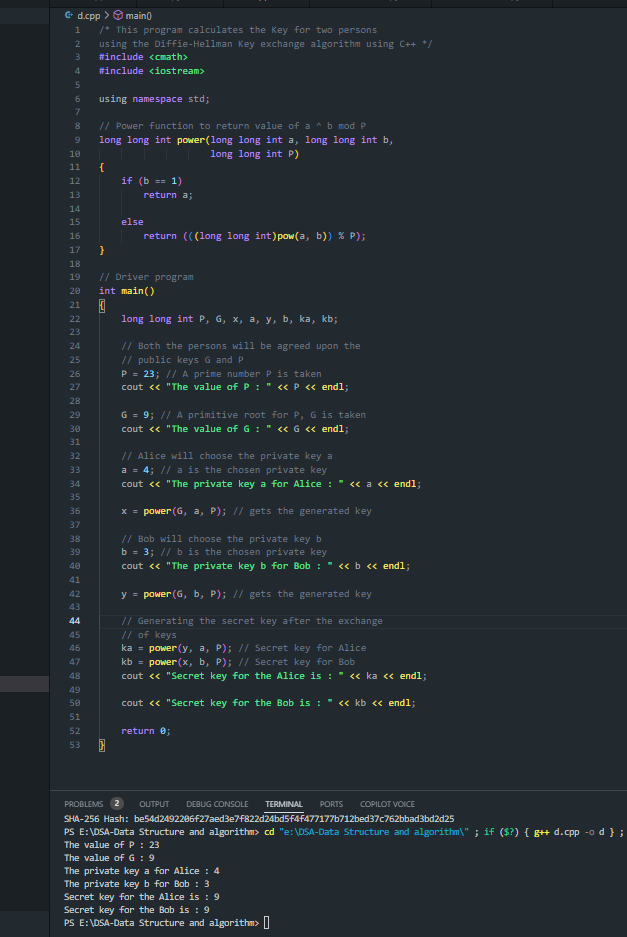 d.cpp > main()
1 /* This program calculates the Key for two persons
2 using the Diffie-Hellman Key exchange algorithm using C++ */
3 #include <cmath>
4 #include <iostream>
5
6 using namespace std;
7
8 // Power function to return value of a ^ b mod P
9 long long int power(long long int a, long long int b,
10 long long int P)
11 {
12 if (b == 1)
13 return a;
14
15 else
16 return (((long long int)pow(a, b)) % P);
17 }
18
19 // Driver program
20 int main()
21 {
22 long long int P, G, x, a, y, b, ka, kb;
23
24 // Both the persons will be agreed upon the
25 // public keys G and P
26 P = 23; // A prime number P is taken
27 cout << "The value of P : " << P << endl;
28
29 G = 9; // A primitive root for P, G is taken
30 cout << "The value of G : " << G << endl;
31
32 // Alice will choose the private key a
33 a = 4; // a is the chosen private key
34 cout << "The private key a for Alice : " << a << endl;
35
36 x = power(G, a, P); // gets the generated key
37
38 // Bob will choose the private key b
39 b = 3; // b is the chosen private key
40 cout << "The private key b for Bob : " << b << endl;
41
42 y = power(G, b, P); // gets the generated key
43
44 // Generating the secret key after the exchange
45 // of keys
46 ka = power(y, a, P); // Secret key for Alice
47 kb = power(x, b, P); // Secret key for Bob
48 cout << "Secret key for the Alice is : " << ka << endl;
49
50 cout << "Secret key for the Bob is : " << kb << endl;
51
52 return 0;
53 }
PROBLEMS 2 OUTPUT DEBUG CONSOLE TERMINAL PORTS COPILOT VOICE
SHA-256 Hash: be54d2492206f27aed3e7f822d24bd5f4f477177b712bed37c762bbad3bd2d25
PS E:\DSA-Data Structure and algorithm> cd "e:\DSA-Data Structure and algorithm\" ; if ($?) { g++ d.cpp -o d } ;
The value of P : 23
The value of G : 9
The private key a for Alice : 4
The private key b for Bob : 3
Secret key for the Alice is : 9
Secret key for the Bob is : 9
PS E:\DSA-Data Structure and algorithm>